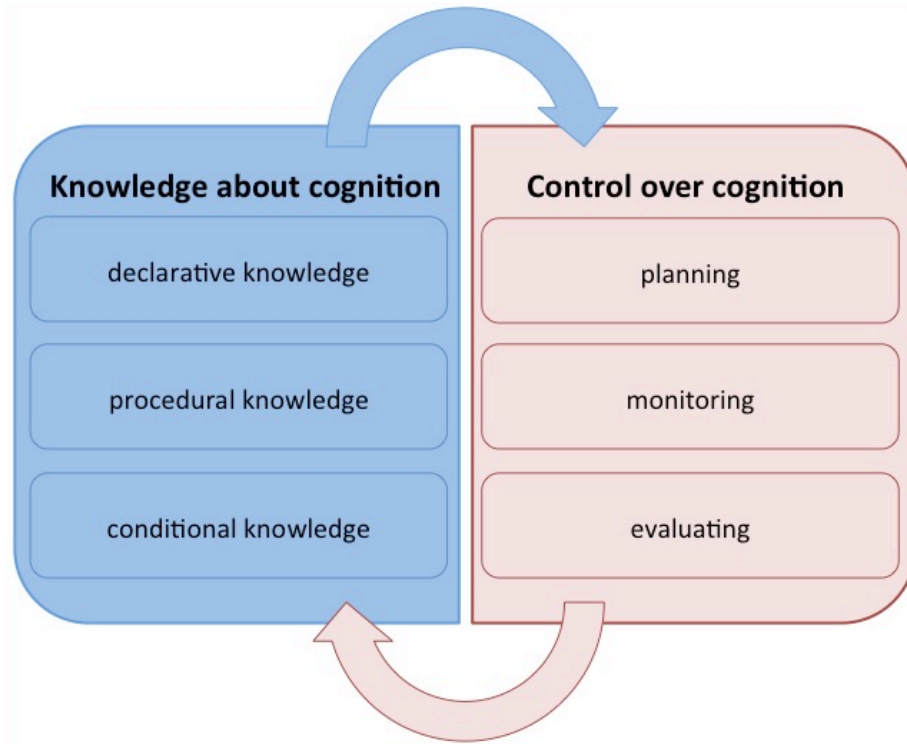 Knowledge about cognition
declarative knowledge
procedural knowledge
conditional knowledge
Control over cognition
planning
monitoring
evaluating